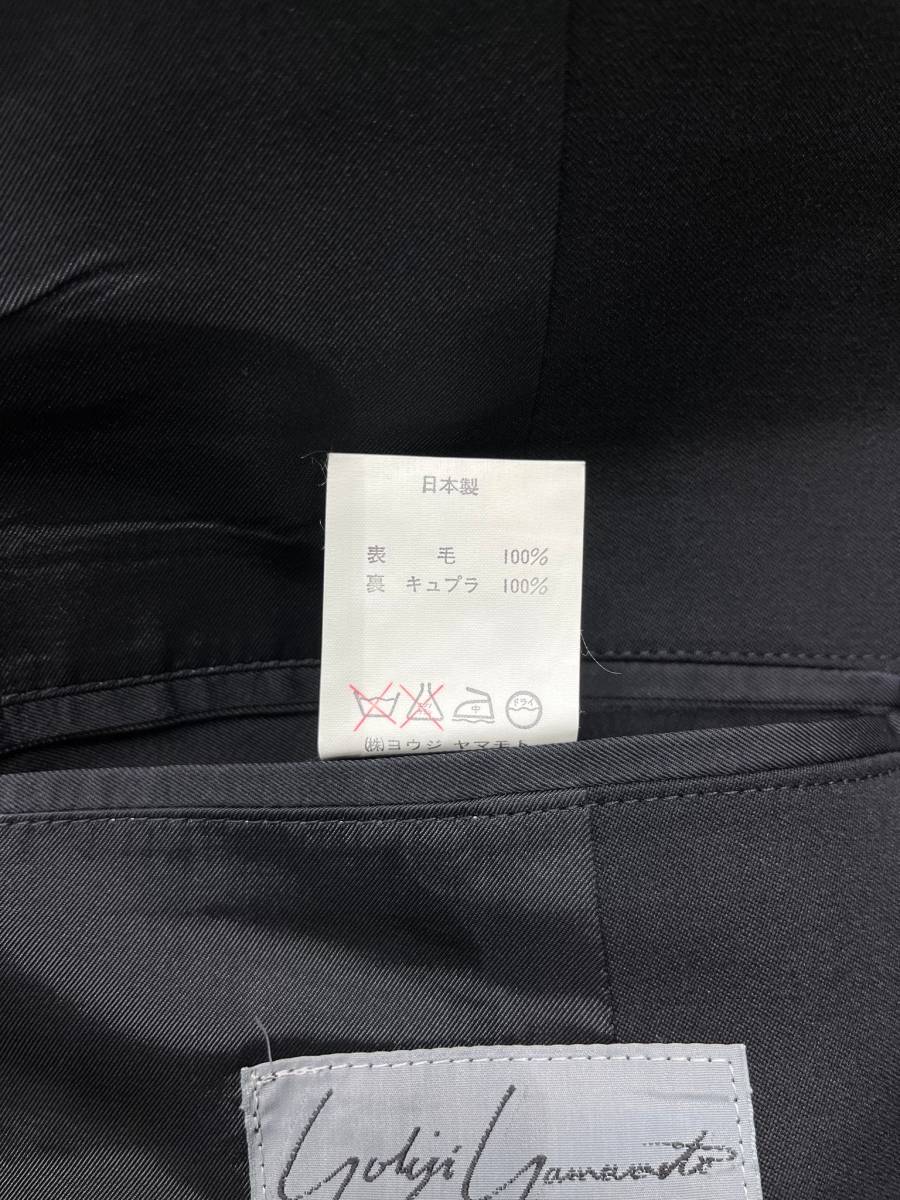 日本製
表 毛 100%
裏 キュプラ 100%
中 ドライ
(株)ヨウジ ヤマモト
Yohji Yamamoto